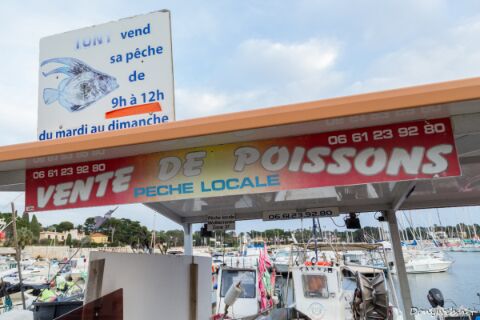 TONY vend
sa pêche
de
9h à 12h
du mardi au dimanche
06 61 23 92 80
06 61 23 92 80
VENTE DE POISSONS
PECHE LOCALE
06 61 23 92 80